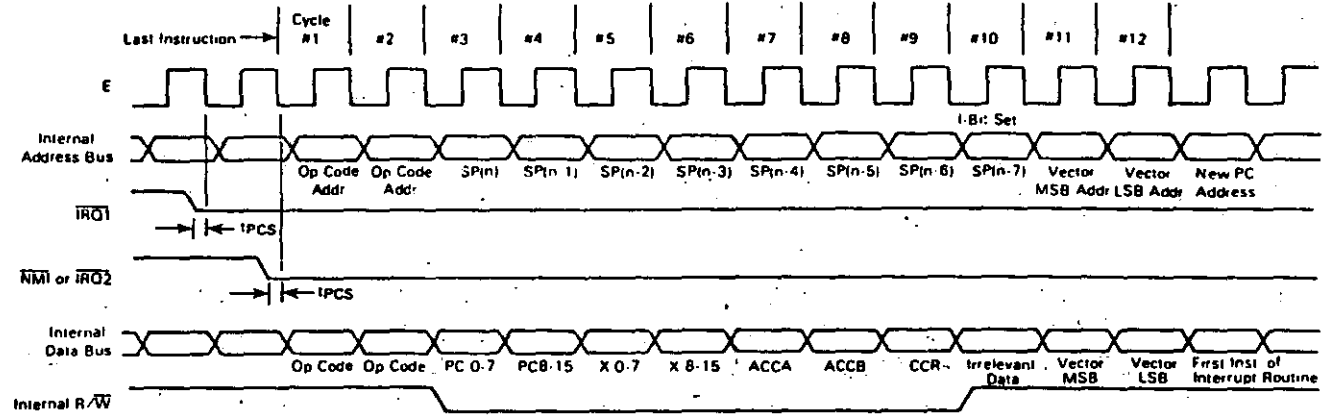 Cycle
Last Instruction #1 #2 #3 #4 #5 #6 #7 #8 #9 #10 #11 #12
E
I-Bit Set
Internal
Address Bus
Op Code Addr Op Code Addr SP(n) SP(n-1) SP(n-2) SP(n-3) SP(n-4) SP(n-5) SP(n-6) SP(n-7) Vector MSB Addr Vector LSB Addr New PC Address
IRQ1
tPCS
NMI or IRQ2
tPCS
Internal
Data Bus
Op Code Op Code PC 0-7 PC8-15 X 0-7 X 8-15 ACCA ACCB CCR Irrelevant Data Vector MSB Vector LSB First Inst of Interrupt Routine
Internal R/W